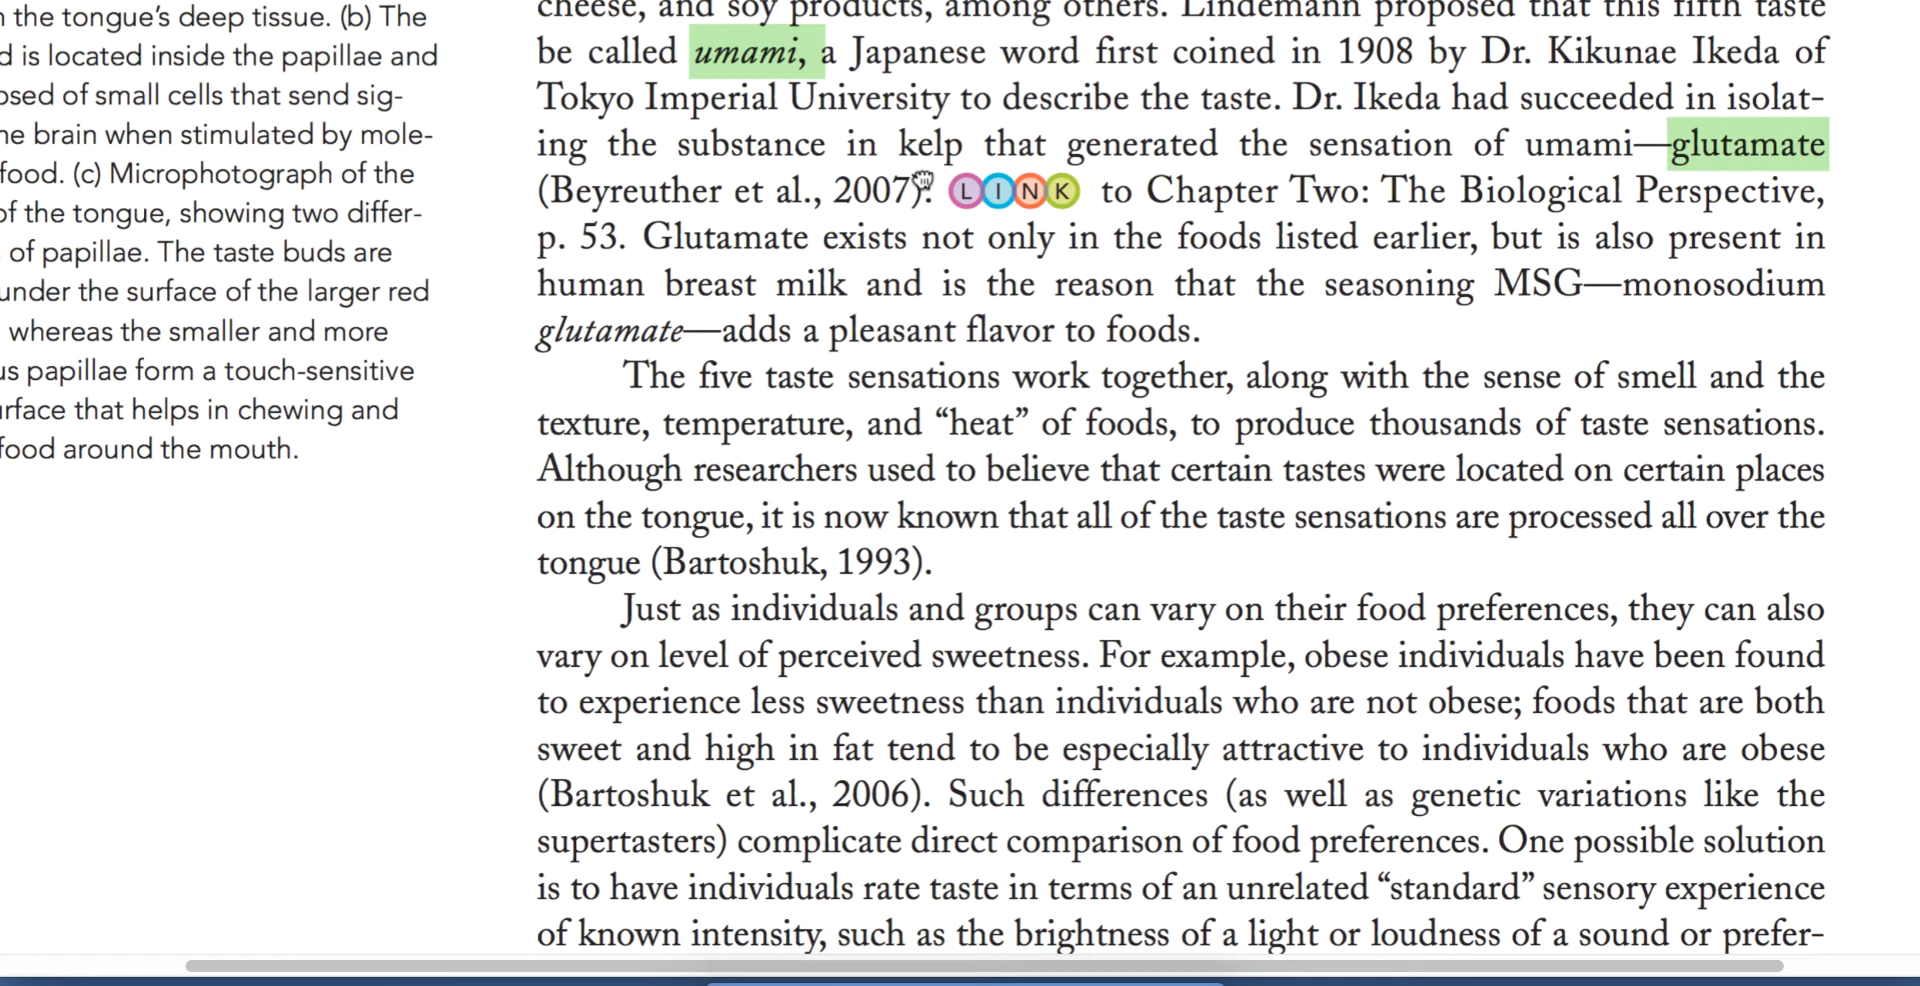 the tongue's deep tissue. (b) The
is located inside the papillae and
of small cells that send sig-
brain when stimulated by mole-
food. (c) Microphotograph of the
of the tongue, showing two differ-
of papillae. The taste buds are
under the surface of the larger red
whereas the smaller and more
papillae form a touch-sensitive
that helps in chewing and
food around the mouth.
cheese, and soy products, among others. Lindemann proposed that this fifth taste
be called umami, a Japanese word first coined in 1908 by Dr. Kikunae Ikeda of
Tokyo Imperial University to describe the taste. Dr. Ikeda had succeeded in isolat-
ing the substance in kelp that generated the sensation of umami—glutamate
(Beyreuther et al., 2007). LINK to Chapter Two: The Biological Perspective,
p. 53. Glutamate exists not only in the foods listed earlier, but is also present in
human breast milk and is the reason that the seasoning MSG—monosodium
glutamate—adds a pleasant flavor to foods.
The five taste sensations work together, along with the sense of smell and the
texture, temperature, and “heat” of foods, to produce thousands of taste sensations.
Although researchers used to believe that certain tastes were located on certain places
on the tongue, it is now known that all of the taste sensations are processed all over the
tongue (Bartoshuk, 1993).
Just as individuals and groups can vary on their food preferences, they can also
vary on level of perceived sweetness. For example, obese individuals have been found
to experience less sweetness than individuals who are not obese; foods that are both
sweet and high in fat tend to be especially attractive to individuals who are obese
(Bartoshuk et al., 2006). Such differences (as well as genetic variations like the
supertasters) complicate direct comparison of food preferences. One possible solution
is to have individuals rate taste in terms of an unrelated “standard” sensory experience
of known intensity, such as the brightness of a light or loudness of a sound or prefer-